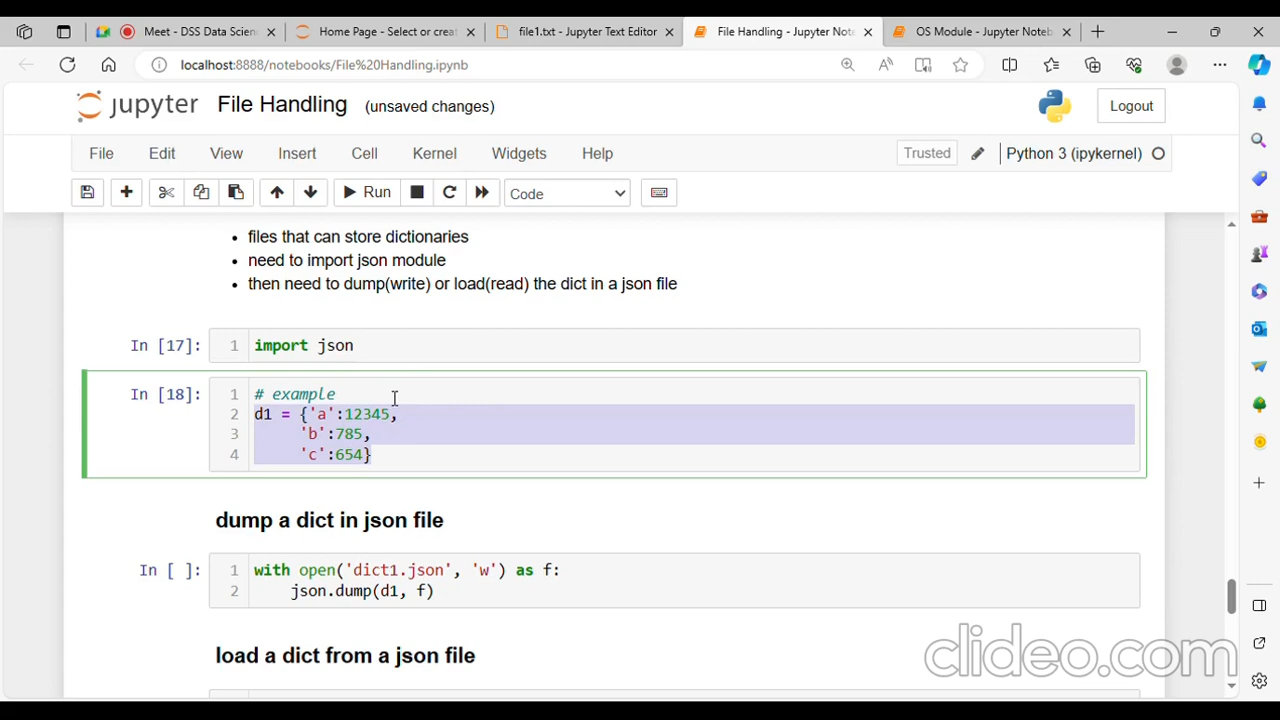 Meet - DSS Data Scien
Home Page - Select or creat
file1.txt - Jupyter Text Editor
File Handling - Jupyter Note
OS Module - Jupyter Noteb
localhost:8888/notebooks/File%20Handling.ipynb
jupyter File Handling (unsaved changes)
Logout
File Edit View Insert Cell Kernel Widgets Help
Trusted
Python 3 (ipykernel)
Run
Code
• files that can store dictionaries
• need to import json module
• then need to dump(write) or load(read) the dict in a json file
In [17]: 1 import json
In [18]: 1 # example
2 d1 = {'a':12345,
3 'b':785,
4 'c':654}
dump a dict in json file
In [ ]: 1 with open('dict1.json', 'w') as f:
2 json.dump(d1, f)
load a dict from a json file
clideo.com